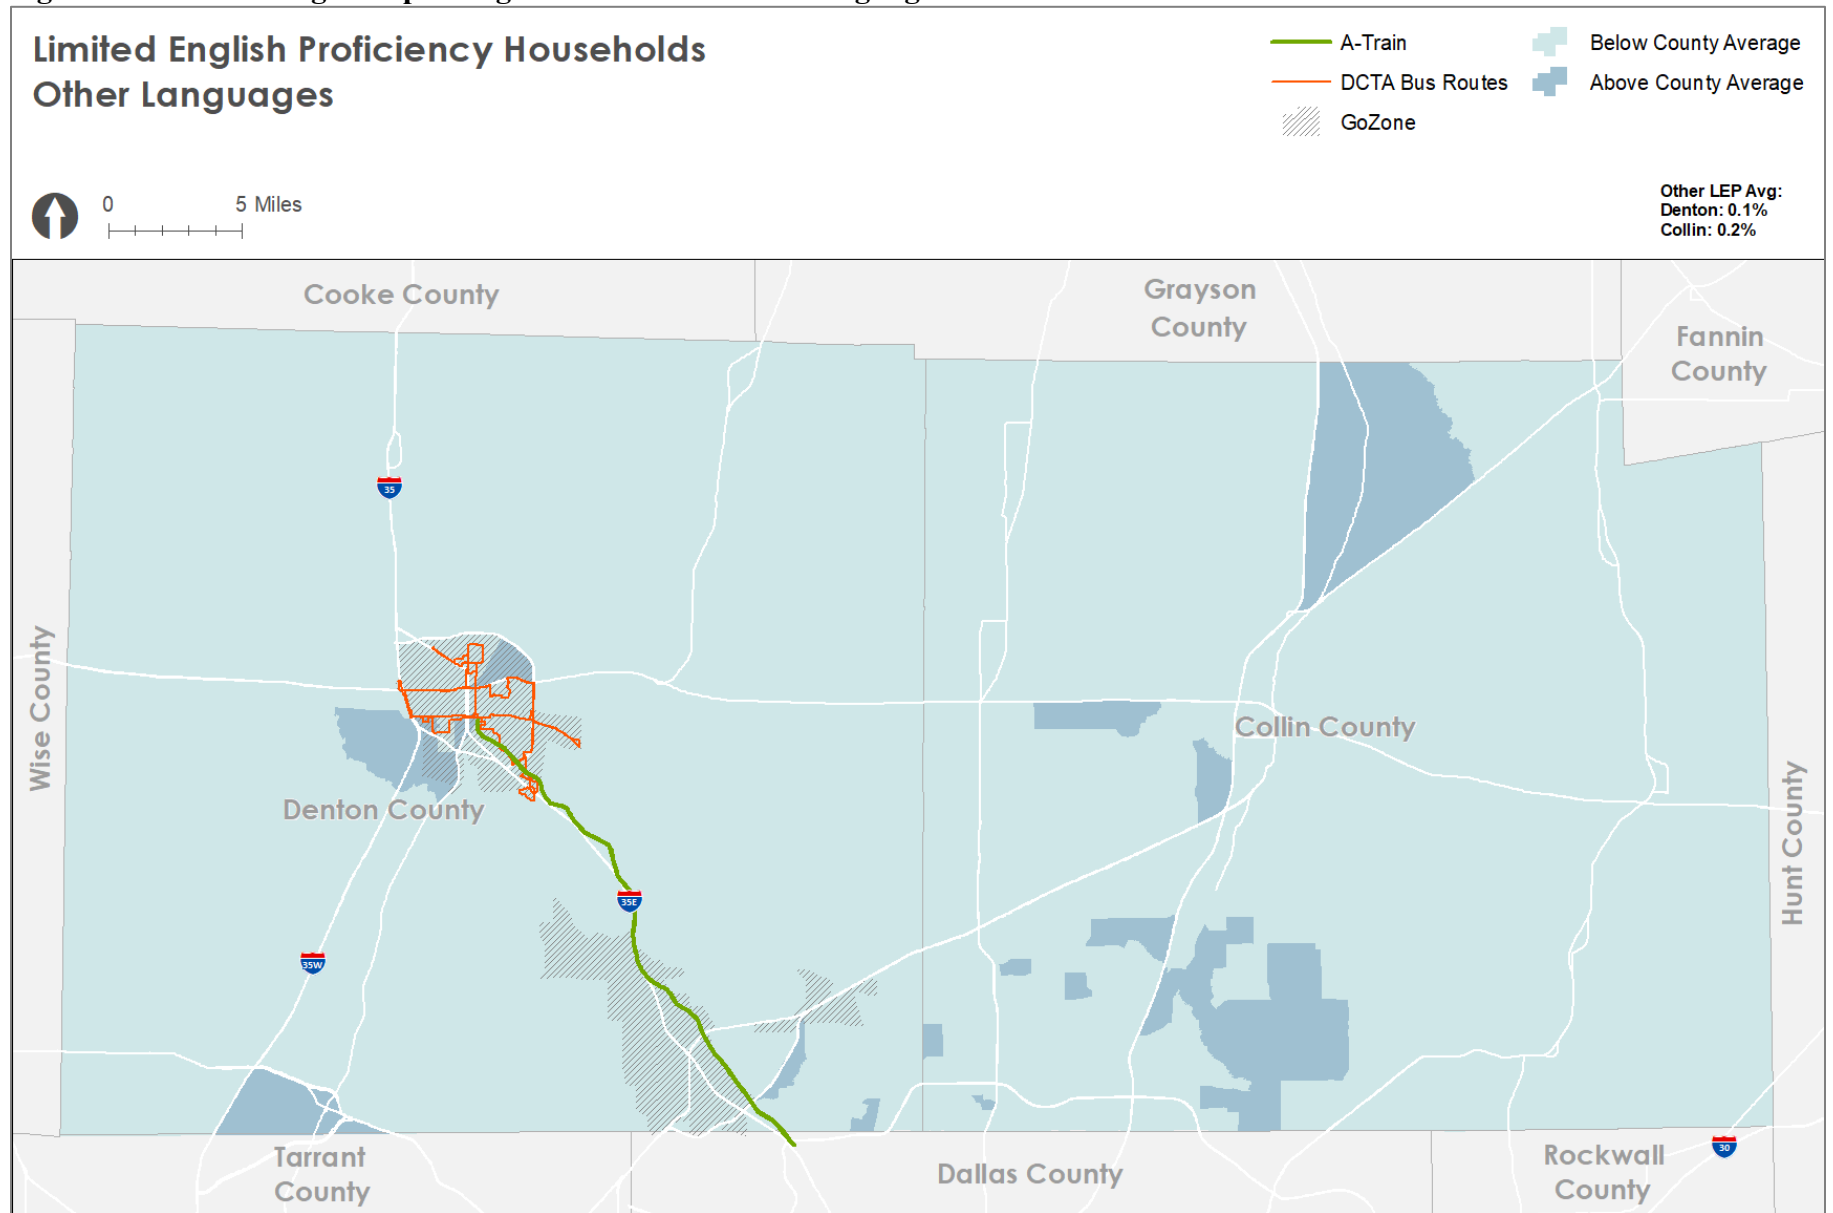 Limited English Proficiency Households
Other Languages
A-Train
DCTA Bus Routes
GoZone
Below County Average
Above County Average
0 5 Miles
Other LEP Avg:
Denton: 0.1%
Collin: 0.2%
Cooke County
Grayson
County
Fannin
County
35
Wise County
Collin County
Denton County
Hunt County
35E
35W
Tarrant
County
Dallas County
Rockwall
County
30